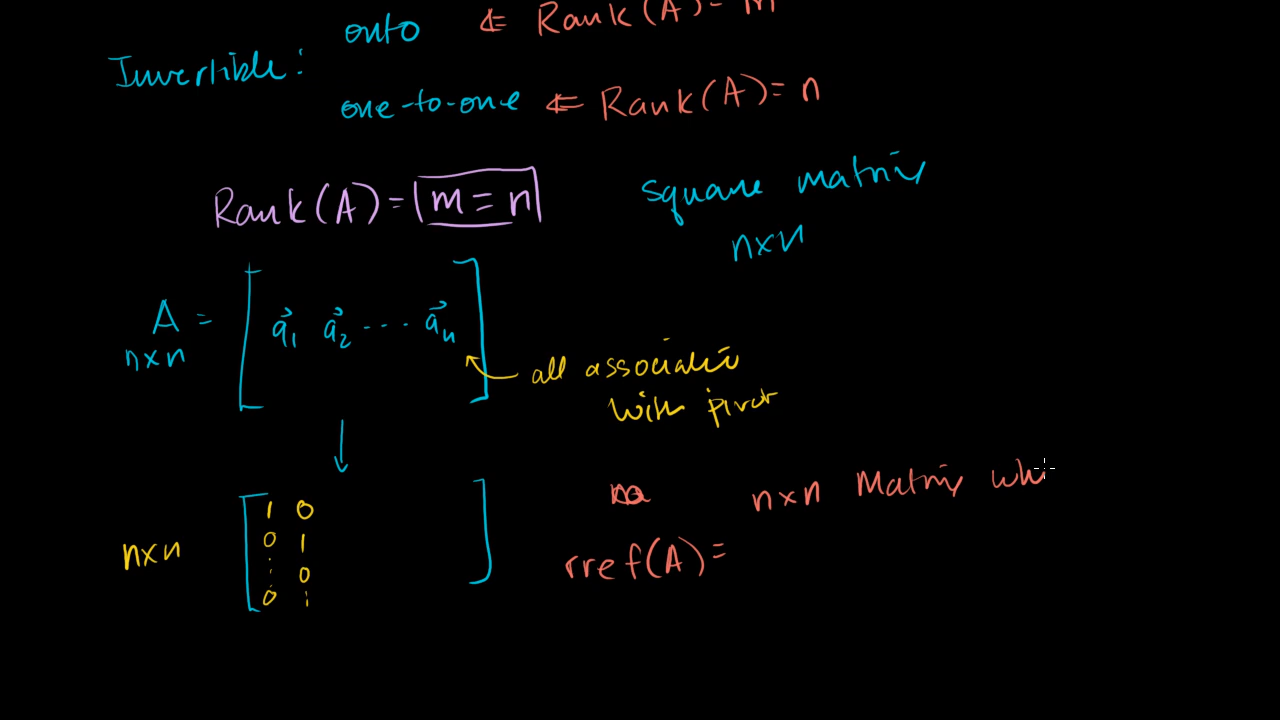 onto ⇐ Rank(A) = m
Invertible:
one-to-one ⇐ Rank(A) = n
Rank(A) = m = n
square matrix
n×n
A = [ a⃗₁ a⃗₂ ⋯ a⃗ₙ ]
n×n
all associated
with pivot
n×n Matrix wh
n×n
1 0
0 1
⋮ 0
0 ⋮
rref(A) =